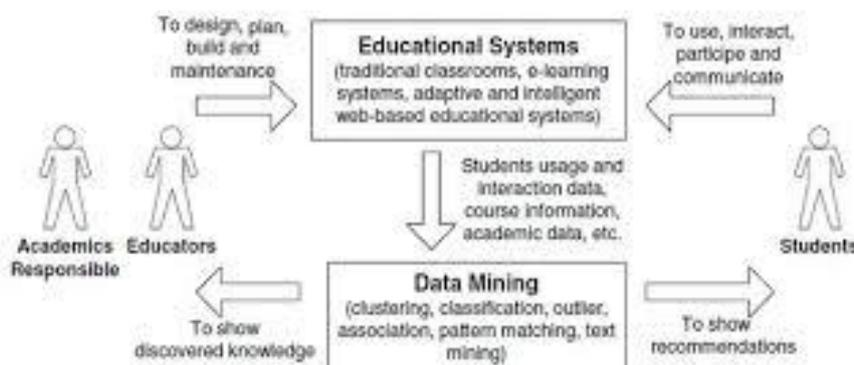 To design, plan,
build and
maintenance
Educational Systems
(traditional classrooms, e-learning
systems, adaptive and intelligent
web-based educational systems)
To use, interact,
participe and
communicate
Students usage and
interaction data,
course information,
academic data, etc.
Academics
Responsible
Educators
Students
Data Mining
(clustering, classification, outlier,
association, pattern matching, text
mining)
To show
discovered knowledge
To show
recommendations